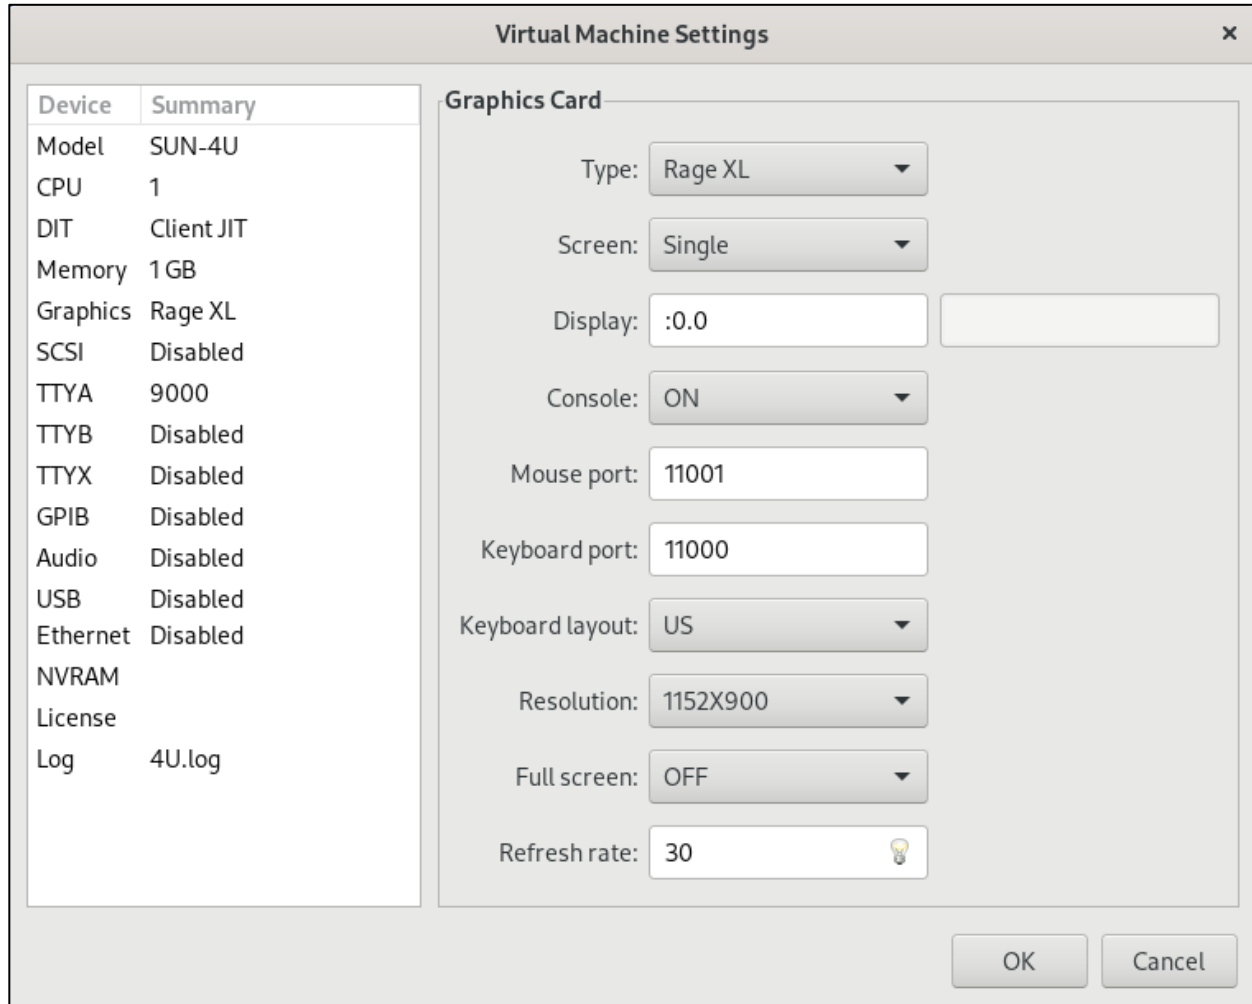 Virtual Machine Settings
Device Summary
Model SUN-4U
CPU 1
DIT Client JIT
Memory 1 GB
Graphics Rage XL
SCSI Disabled
TTYA 9000
TTYB Disabled
TTYX Disabled
GPIB Disabled
Audio Disabled
USB Disabled
Ethernet Disabled
NVRAM
License
Log 4U.log
Graphics Card
Type: Rage XL
Screen: Single
Display: :0.0
Console: ON
Mouse port: 11001
Keyboard port: 11000
Keyboard layout: US
Resolution: 1152X900
Full screen: OFF
Refresh rate: 30
OK Cancel